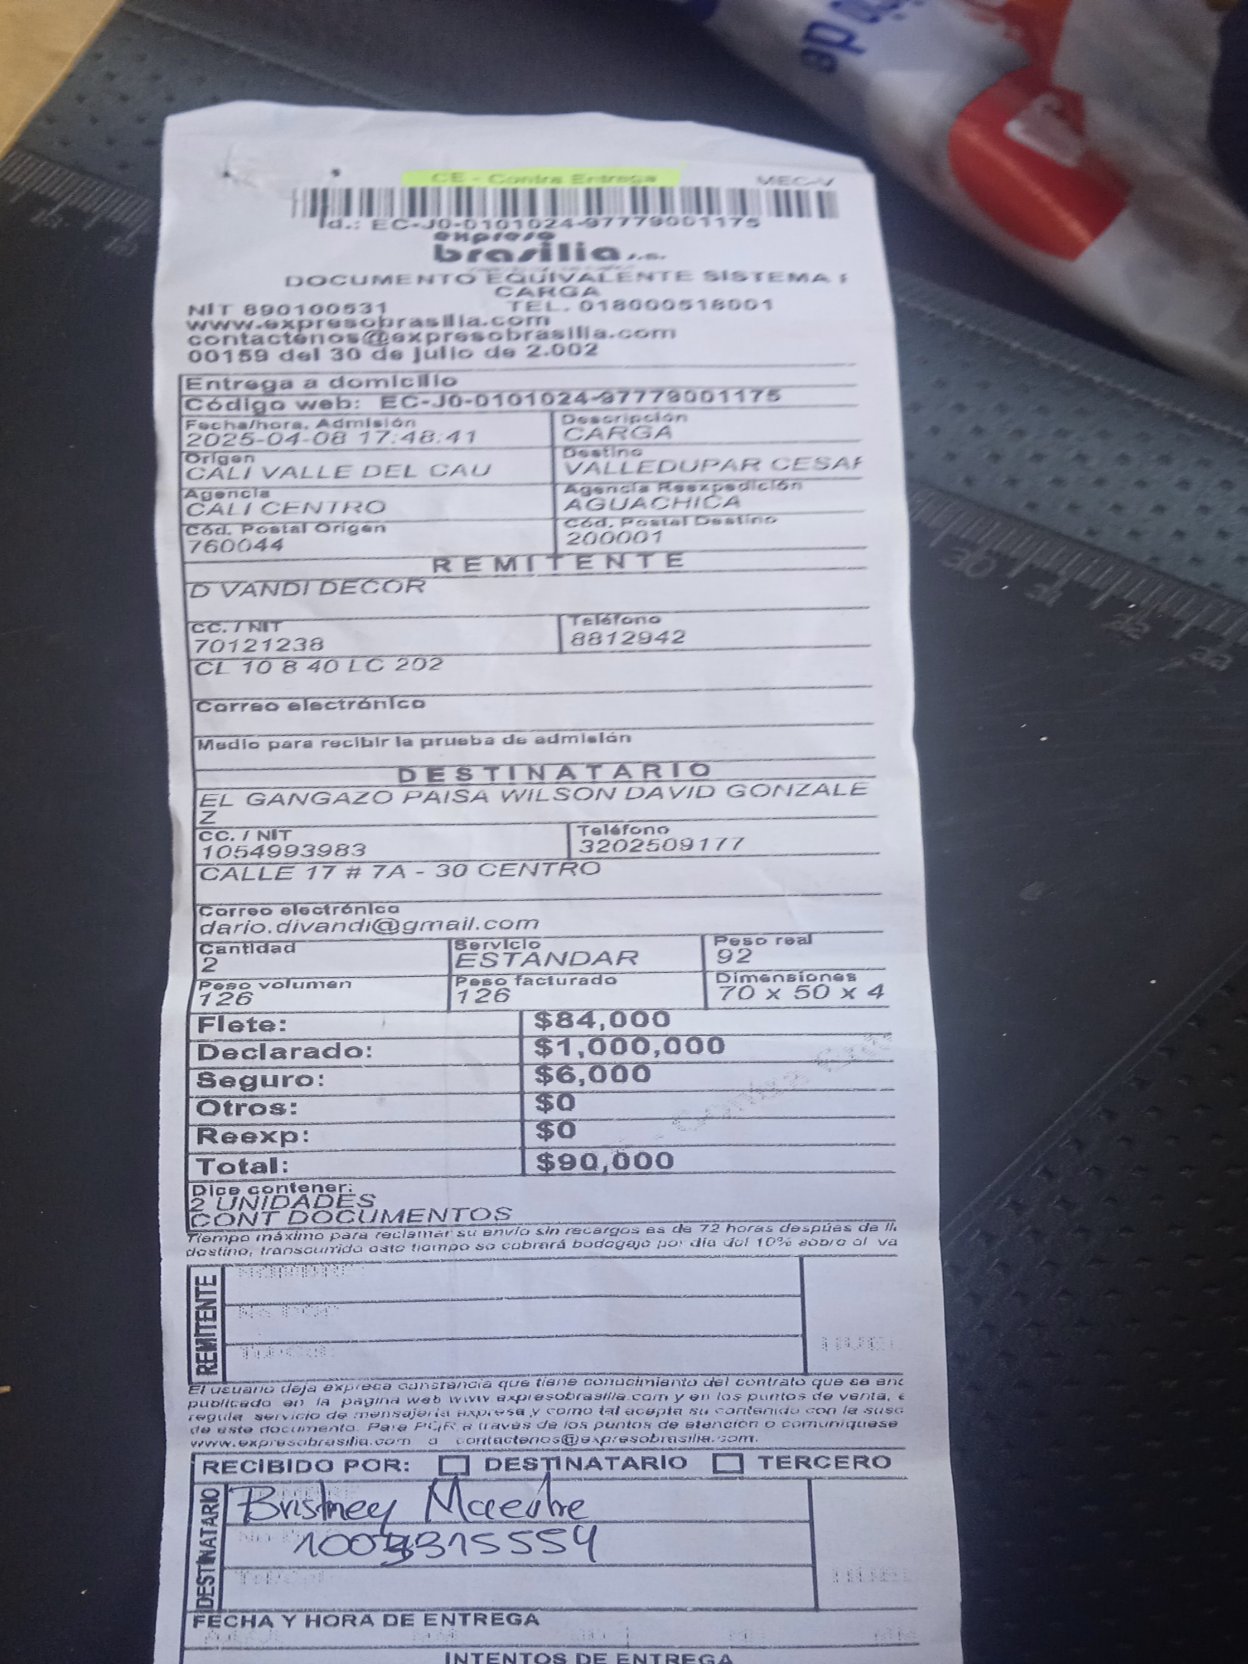 CE - Contra Entrega
MEC-V
Id.: EC-J0-0101024-97779001175
expreso
brasilia s.a.
DOCUMENTO EQUIVALENTE SISTEMA
CARGA
NIT 890100531 TEL. 018000518001
www.expresobrasilia.com
contactenos@expresobrasilia.com
00159 del 30 de julio de 2.002
Entrega a domicilio
Código web: EC-J0-0101024-97779001175
Fecha/hora. Admisión Descripción
2025-04-08 17:48:41 CARGA
Origen Destino
CALI VALLE DEL CAU VALLEDUPAR CESAR
Agencia Agencia Reexpedición
CALI CENTRO AGUACHICA
Cód. Postal Origen Cód. Postal Destino
760044 200001
REMITENTE
D VANDI DECOR
CC. / NIT Teléfono
70121238 8812942
CL 10 8 40 LC 202
Correo electrónico
Medio para recibir la prueba de admisión
DESTINATARIO
EL GANGAZO PAISA WILSON DAVID GONZALE
Z
CC. / NIT Teléfono
1054993983 3202509177
CALLE 17 # 7A - 30 CENTRO
Correo electrónico
dario.divandi@gmail.com
Cantidad Servicio Peso real
2 ESTANDAR 92
Peso volumen Peso facturado Dimensiones
126 126 70 x 50 x 4
Flete: $84,000
Declarado: $1,000,000
Seguro: $6,000
Otros: $0
Reexp: $0
Total: $90,000
Dice contener:
2 UNIDADES
CONT DOCUMENTOS
Tiempo máximo para reclamar su envío sin recargos es de 72 horas después de
destino, transcurrido este tiempo se cobrará bodegaje por día del 10% sobre el va
REMITENTE
El usuario deja expresa constancia que tiene conocimiento del contrato que se
publicado en la página web www expresobrasilia.com y en los puntos de venta,
regula servicio de mensajería expresa y como tal acepta su contenido con la susc
de este documento. Para PQR a través de los puntos de atención o comuníquese
www.expresobrasilia.com o contactenos@expresobrasilia.com.
RECIBIDO POR: DESTINATARIO TERCERO
DESTINATARIO
FECHA Y HORA DE ENTREGA
INTENTOS DE ENTREGA
de